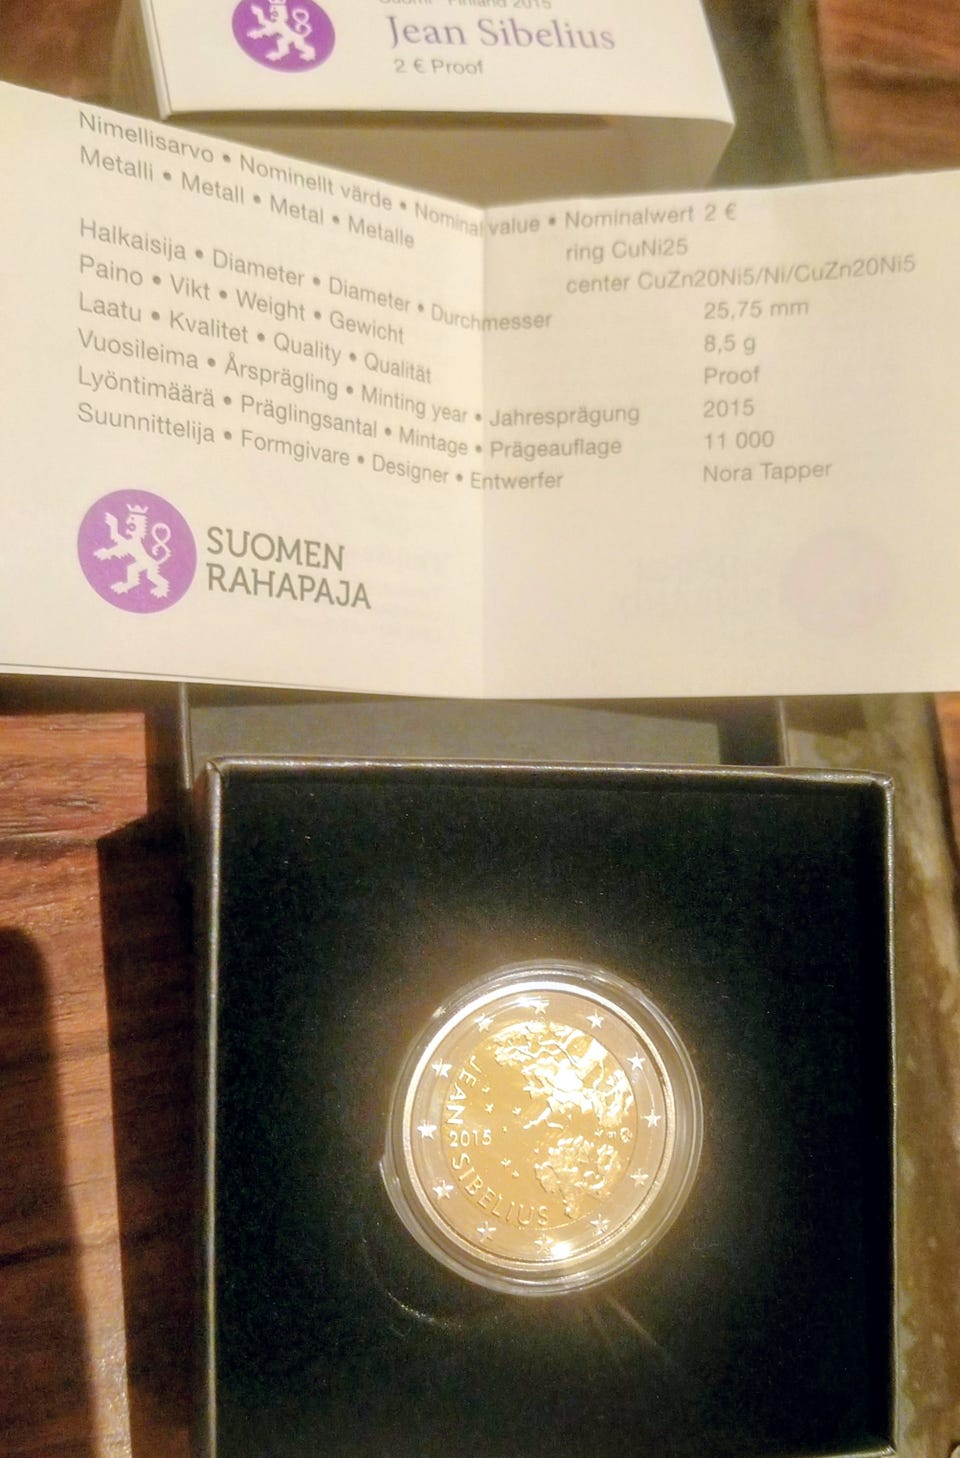 Suomi - Finland 2015
Jean Sibelius
2 € Proof
Nimellisarvo • Nominellt värde • Nominal value • Nominalwert 2 €
Metalli • Metall • Metal • Metalle ring CuNi25
center CuZn20Ni5/Ni/CuZn20Ni5
Halkaisija • Diameter • Diameter • Durchmesser 25,75 mm
Paino • Vikt • Weight • Gewicht 8,5 g
Laatu • Kvalitet • Quality • Qualität Proof
Vuosileima • Årsprägling • Minting year • Jahresprägung 2015
Lyöntimäärä • Präglingsantal • Mintage • Prägeauflage 11 000
Suunnittelija • Formgivare • Designer • Entwerfer Nora Tapper
SUOMEN
RAHAPAJA
JEAN SIBELIUS
2015